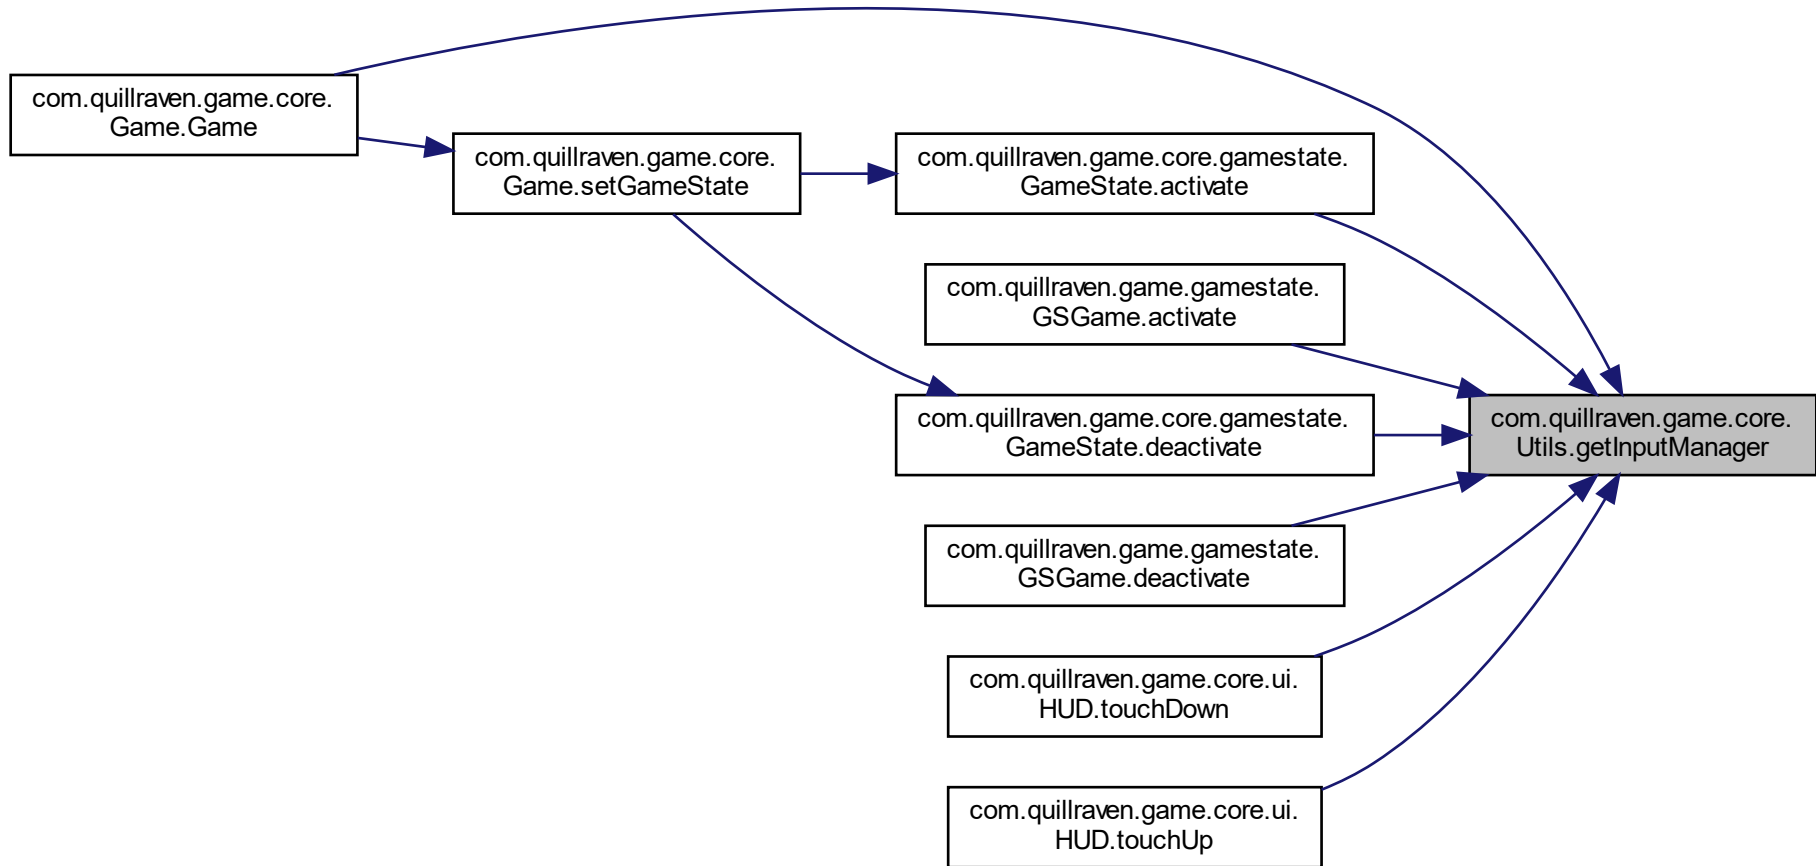 com.quillraven.game.core.
Game.Game
com.quillraven.game.core.
Game.setGameState
com.quillraven.game.core.gamestate.
GameState.activate
com.quillraven.game.gamestate.
GSGame.activate
com.quillraven.game.core.gamestate.
GameState.deactivate
com.quillraven.game.core.
Utils.getInputManager
com.quillraven.game.gamestate.
GSGame.deactivate
com.quillraven.game.core.ui.
HUD.touchDown
com.quillraven.game.core.ui.
HUD.touchUp